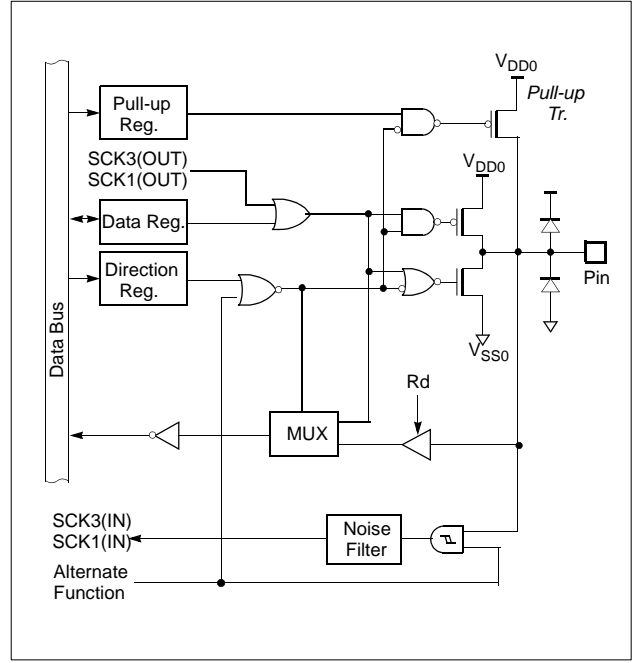 V DD0
Pull-up
Tr.
Pull-up
Reg.
SCK3(OUT)
SCK1(OUT)
V DD0
Data Reg.
Direction
Reg.
Pin
Data Bus
V SS0
Rd
MUX
SCK3(IN)
SCK1(IN)
Noise
Filter
Alternate
Function